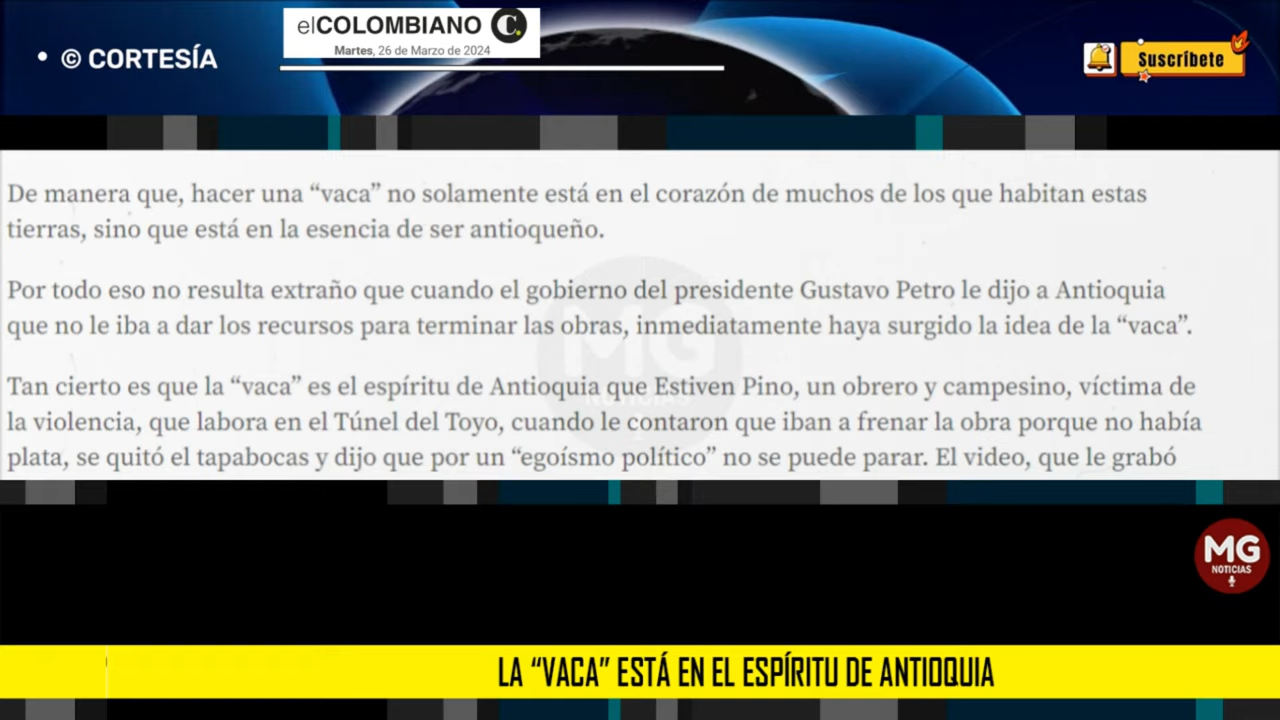 • © CORTESÍA
elCOLOMBIANO C.
Martes, 26 de Marzo de 2024
Suscríbete
De manera que, hacer una “vaca” no solamente está en el corazón de muchos de los que habitan estas
tierras, sino que está en la esencia de ser antioqueño.
Por todo eso no resulta extraño que cuando el gobierno del presidente Gustavo Petro le dijo a Antioquia
que no le iba a dar los recursos para terminar las obras, inmediatamente haya surgido la idea de la “vaca”.
Tan cierto es que la “vaca” es el espíritu de Antioquia que Estiven Pino, un obrero y campesino, víctima de
la violencia, que labora en el Túnel del Toyo, cuando le contaron que iban a frenar la obra porque no había
plata, se quitó el tapabocas y dijo que por un “egoísmo político” no se puede parar. El video, que le grabó
MG
NOTICIAS
MG
NOTICIAS
LA “VACA” ESTÁ EN EL ESPÍRITU DE ANTIOQUIA